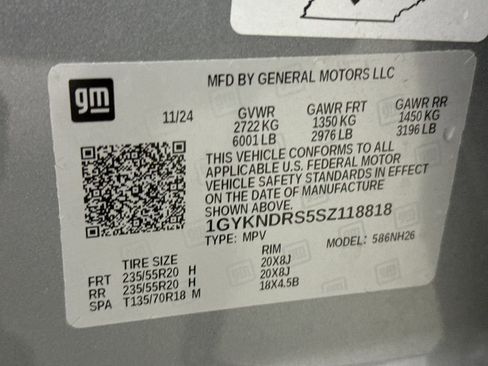 gm
MFD BY GENERAL MOTORS LLC
11/24 GVWR GAWR FRT GAWR RR
2722 KG 1350 KG 1450 KG
6001 LB 2976 LB 3196 LB
THIS VEHICLE CONFORMS TO ALL
APPLICABLE U.S. FEDERAL MOTOR
VEHICLE SAFETY STANDARDS IN EFFECT
ON THE DATE OF MANUFACTURE
SHOWN ABOVE.
1GYKNDRS5SZ118818
TYPE: MPV MODEL: 586NH26
TIRE SIZE RIM
FRT 235/55R20 H 20X8J
RR 235/55R20 H 20X8J
SPA T135/70R18 M 18X4.5B